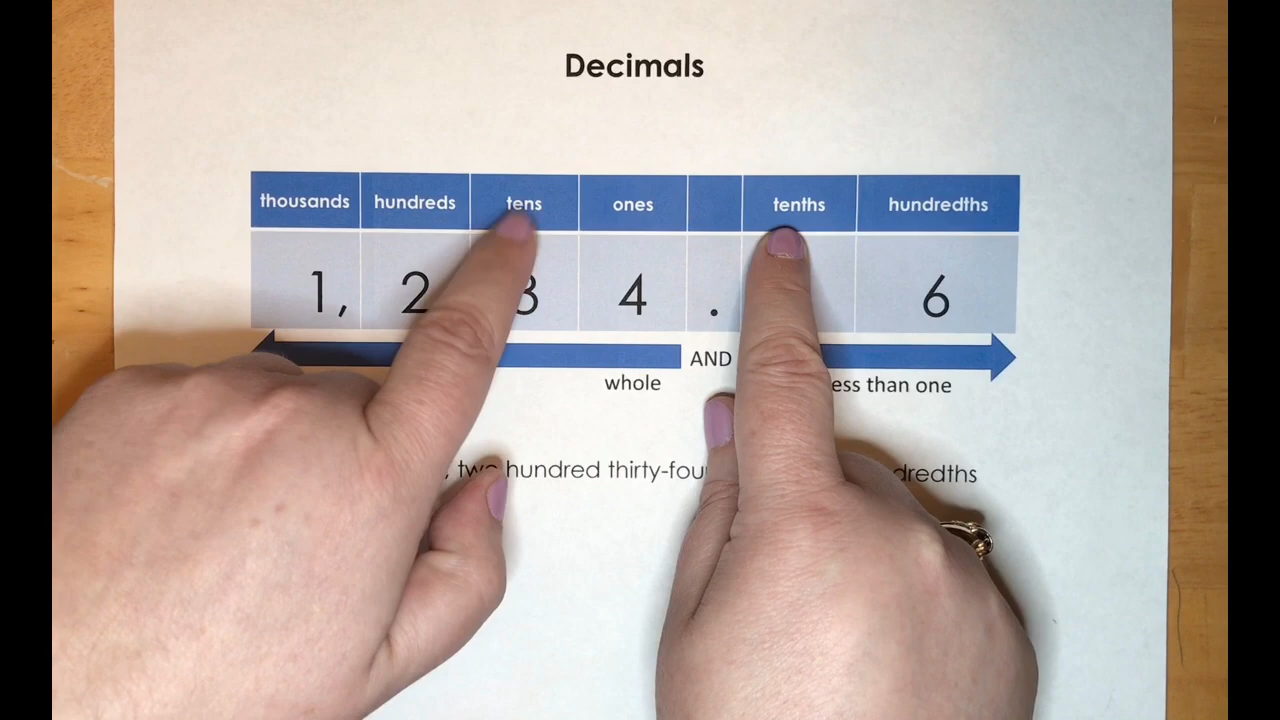 Decimals
thousands hundreds tens ones tenths hundredths
1, 2 3 4 . 6
AND
whole ess than one
, two hundred thirty-fou dredths